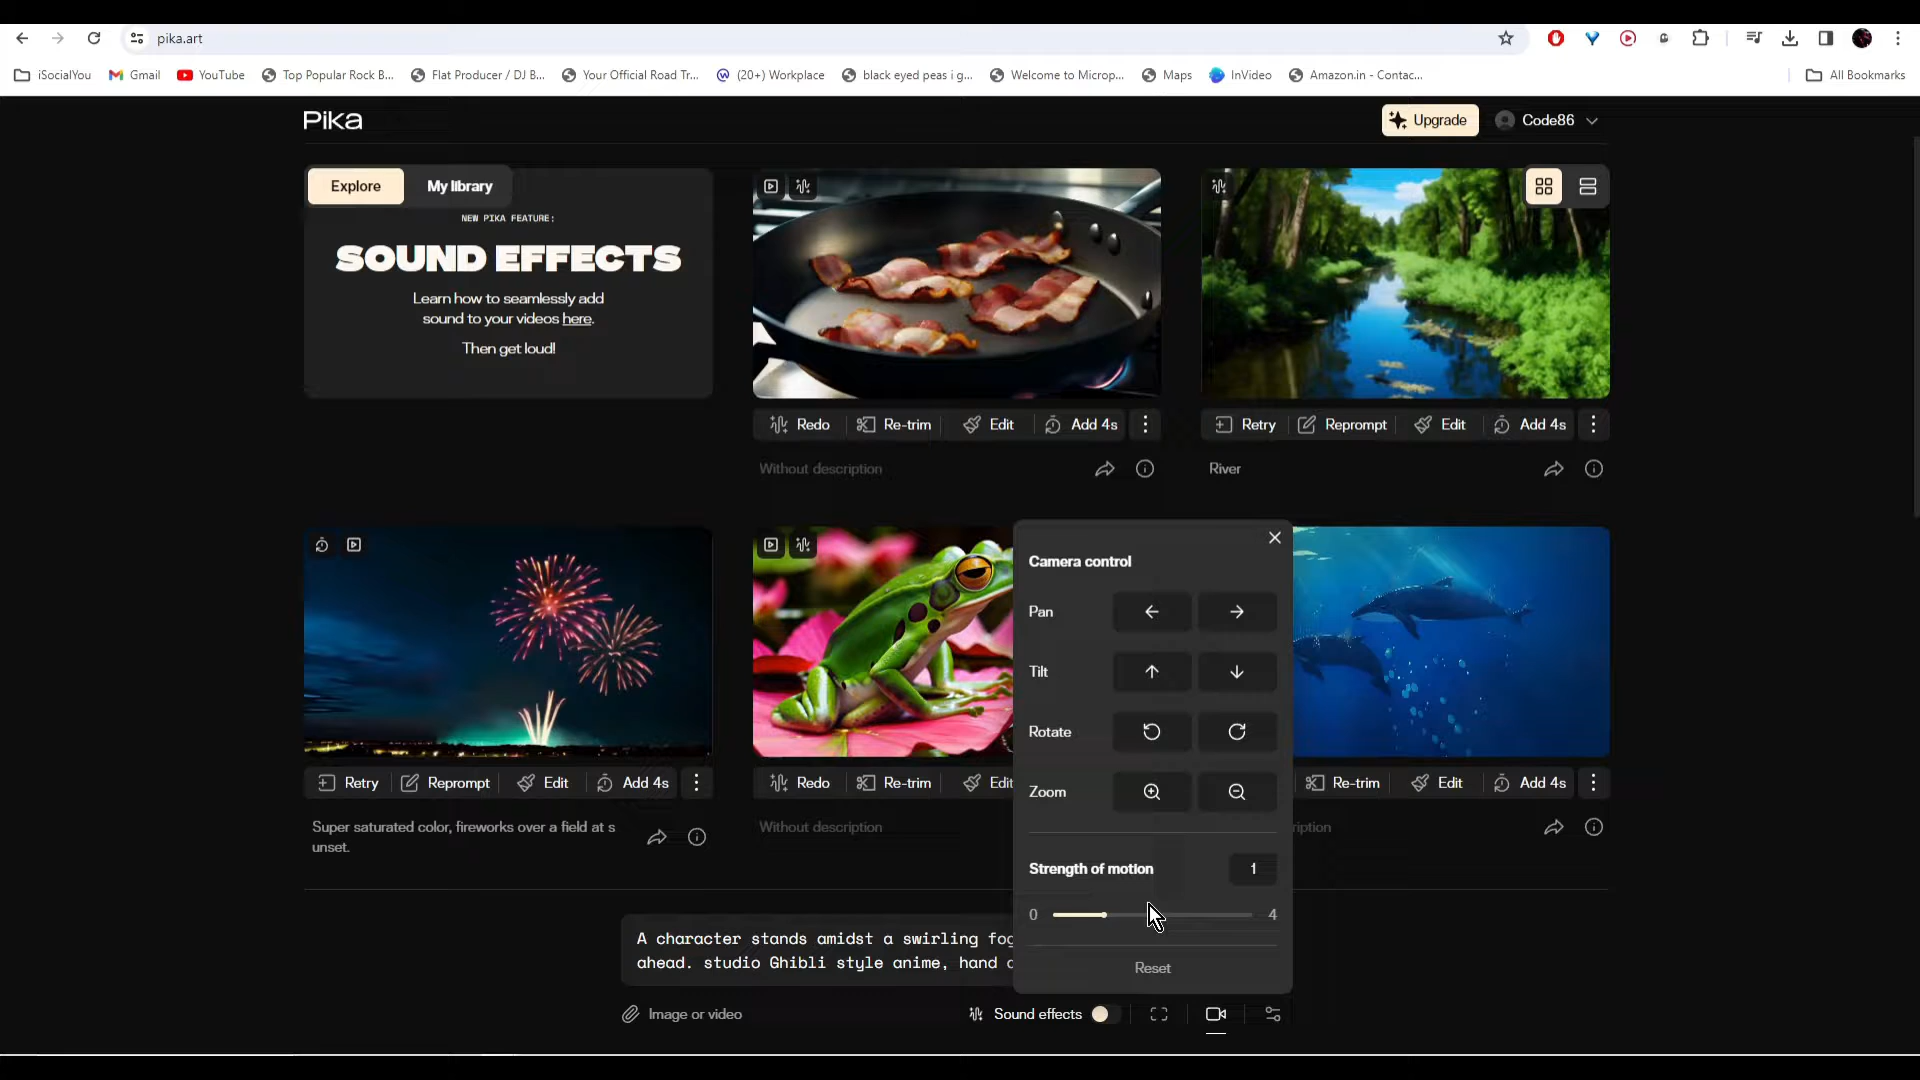 pika.art
iSocialYou
Gmail
YouTube
Top Popular Rock B...
Flat Producer / DJ B...
Your Official Road Tr...
(20+) Workplace
black eyed peas i g...
Welcome to Microp...
Maps
InVideo
Amazon.in - Contac...
All Bookmarks
Pika
Upgrade
Code86
Explore
My library
NEW PIKA FEATURE:
SOUND EFFECTS
Learn how to seamlessly add
sound to your videos here.
Then get loud!
Redo
Re-trim
Edit
Add 4s
Retry
Reprompt
Edit
Add 4s
Without description
River
Retry
Reprompt
Edit
Add 4s
Redo
Re-trim
Edit
Re-trim
Edit
Add 4s
Super saturated color, fireworks over a field at s
unset.
Without description
ription
Camera control
Pan
Tilt
Rotate
Zoom
Strength of motion
1
0
4
Reset
A character stands amidst a swirling fog
ahead. studio Ghibli style anime, hand
Image or video
Sound effects